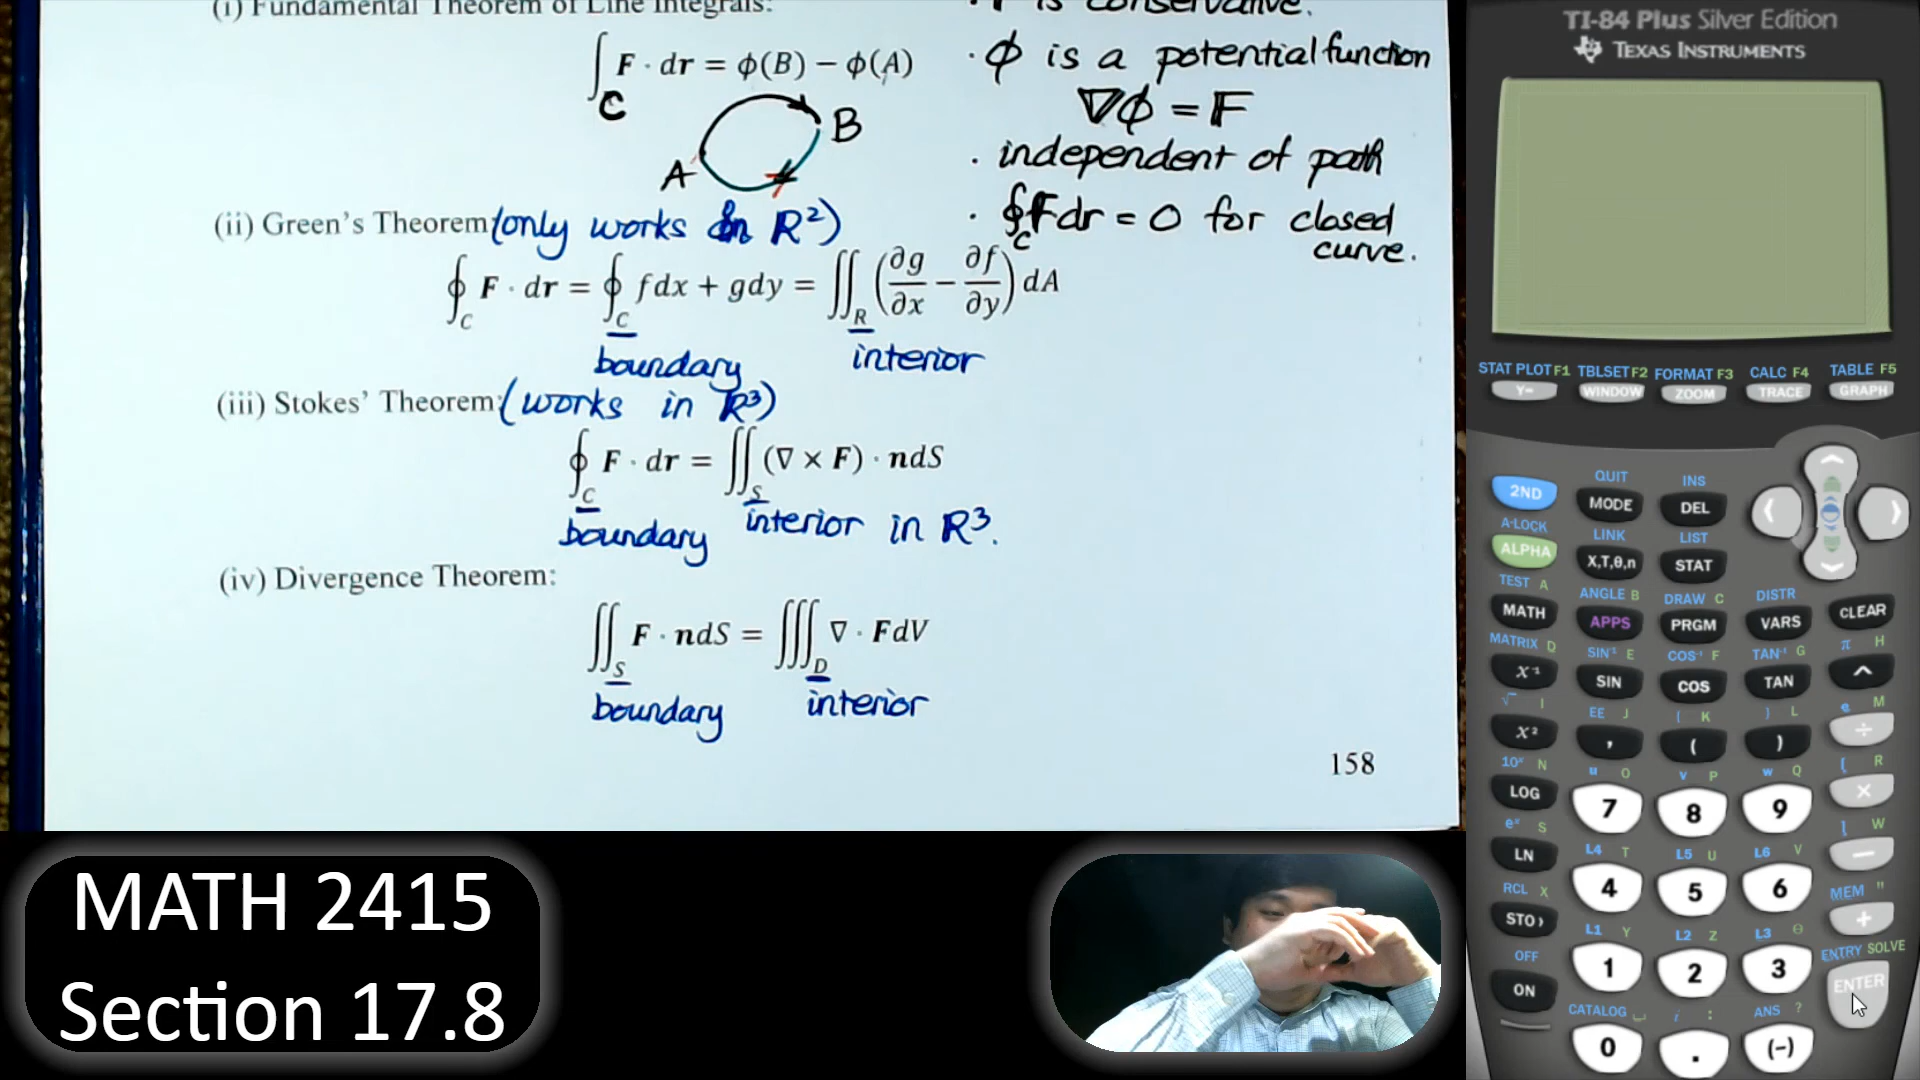 (i) Fundamental Theorem of Line Integrals:
∫_C F · dr = ϕ(B) − ϕ(A)
A B
is conservative.
· ϕ is a potential function
∇ϕ = F
· independent of path
· ∮_C F dr = 0 for closed
curve.
(ii) Green's Theorem (only works in R²)
∮_C F · dr = ∮_C fdx + gdy = ∬_R (∂g/∂x − ∂f/∂y) dA
boundary interior
(iii) Stokes' Theorem: (works in R³)
∮_C F · dr = ∬_S (∇ × F) · ndS
boundary interior in R³.
(iv) Divergence Theorem:
∬_S F · ndS = ∭_D ∇ · FdV
boundary interior
158
MATH 2415
Section 17.8
TI-84 Plus Silver Edition
TEXAS INSTRUMENTS
STAT PLOT F1 TBLSET F2 FORMAT F3 CALC F4 TABLE F5
Y= WINDOW ZOOM TRACE GRAPH
QUIT INS
2ND MODE DEL
A-LOCK LINK LIST
ALPHA X,T,θ,n STAT
TEST A ANGLE B DRAW C DISTR
MATH APPS PRGM VARS CLEAR
MATRIX D SIN⁻¹ E COS⁻¹ F TAN⁻¹ G π H
X⁻¹ SIN COS TAN ^
√ I EE J { K } L e M
X² , ( ) ÷
10ˣ N u O v P w Q [ R
LOG 7 8 9 ×
eˣ S L4 T L5 U L6 V ] W
LN 4 5 6 −
RCL X L1 Y L2 Z L3 θ MEM "
STO› 1 2 3 +
OFF CATALOG i : ANS ? ENTRY SOLVE
ON 0 . (-) ENTER